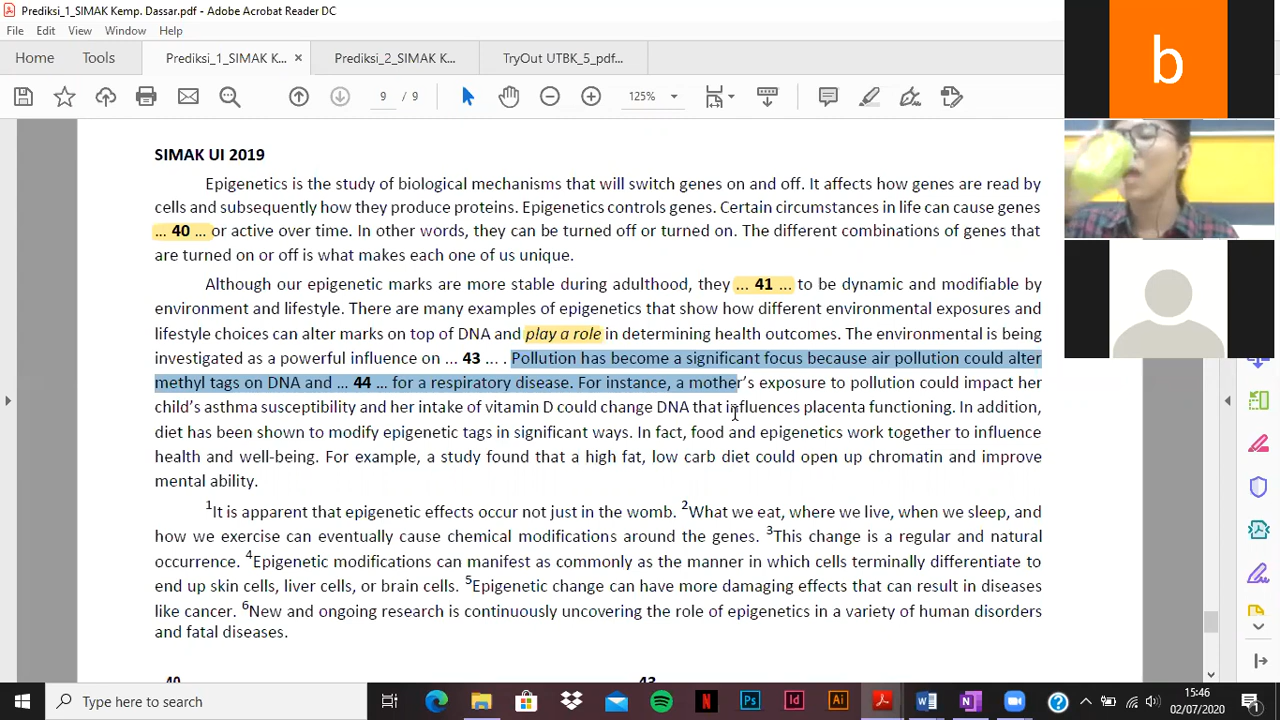 Prediksi_1_SIMAK Kemp. Dassar.pdf - Adobe Acrobat Reader DC
File Edit View Window Help
Home Tools Prediksi_1_SIMAK K... × Prediksi_2_SIMAK K... TryOut UTBK_5_pdf...
9 / 9 125%
b
SIMAK UI 2019
Epigenetics is the study of biological mechanisms that will switch genes on and off. It affects how genes are read by
cells and subsequently how they produce proteins. Epigenetics controls genes. Certain circumstances in life can cause genes
... 40 ... or active over time. In other words, they can be turned off or turned on. The different combinations of genes that
are turned on or off is what makes each one of us unique.
Although our epigenetic marks are more stable during adulthood, they ... 41 ... to be dynamic and modifiable by
environment and lifestyle. There are many examples of epigenetics that show how different environmental exposures and
lifestyle choices can alter marks on top of DNA and play a role in determining health outcomes. The environmental is being
investigated as a powerful influence on ... 43 ... . Pollution has become a significant focus because air pollution could alter
methyl tags on DNA and ... 44 ... for a respiratory disease. For instance, a mother's exposure to pollution could impact her
child's asthma susceptibility and her intake of vitamin D could change DNA that influences placenta functioning. In addition,
diet has been shown to modify epigenetic tags in significant ways. In fact, food and epigenetics work together to influence
health and well-being. For example, a study found that a high fat, low carb diet could open up chromatin and improve
mental ability.
1It is apparent that epigenetic effects occur not just in the womb. 2What we eat, where we live, when we sleep, and
how we exercise can eventually cause chemical modifications around the genes. 3This change is a regular and natural
occurrence. 4Epigenetic modifications can manifest as commonly as the manner in which cells terminally differentiate to
end up skin cells, liver cells, or brain cells. 5Epigenetic change can have more damaging effects that can result in diseases
like cancer. 6New and ongoing research is continuously uncovering the role of epigenetics in a variety of human disorders
and fatal diseases.
40 43
Type here to search
15:46
02/07/2020